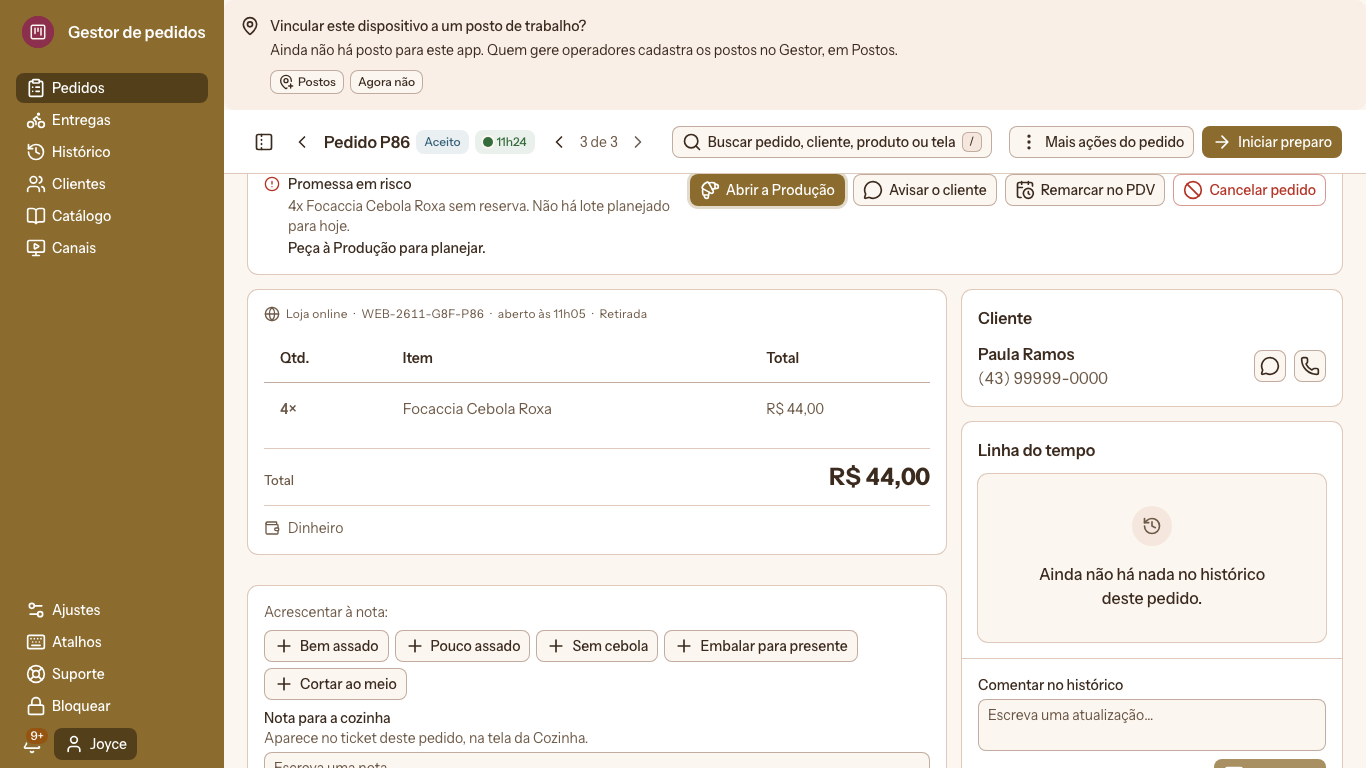 Gestor de pedidos
Pedidos
Entregas
Histórico
Clientes
Catálogo
Canais
Ajustes
Atalhos
Suporte
Bloquear
9+
Joyce
Vincular este dispositivo a um posto de trabalho?
Ainda não há posto para este app. Quem gere operadores cadastra os postos no Gestor, em Postos.
Postos
Agora não
Pedido P86
Aceito
11h24
3 de 3
Buscar pedido, cliente, produto ou tela
/
Mais ações do pedido
Iniciar preparo
Promessa em risco
4x Focaccia Cebola Roxa sem reserva. Não há lote planejado
para hoje.
Peça à Produção para planejar.
Abrir a Produção
Avisar o cliente
Remarcar no PDV
Cancelar pedido
Loja online · WEB-2611-G8F-P86 · aberto às 11h05 · Retirada
Qtd. Item Total
4× Focaccia Cebola Roxa R$ 44,00
Total R$ 44,00
Dinheiro
Acrescentar à nota:
Bem assado
Pouco assado
Sem cebola
Embalar para presente
Cortar ao meio
Nota para a cozinha
Aparece no ticket deste pedido, na tela da Cozinha.
Escreva uma nota
Cliente
Paula Ramos
(43) 99999-0000
Linha do tempo
Ainda não há nada no histórico
deste pedido.
Comentar no histórico
Escreva uma atualização...